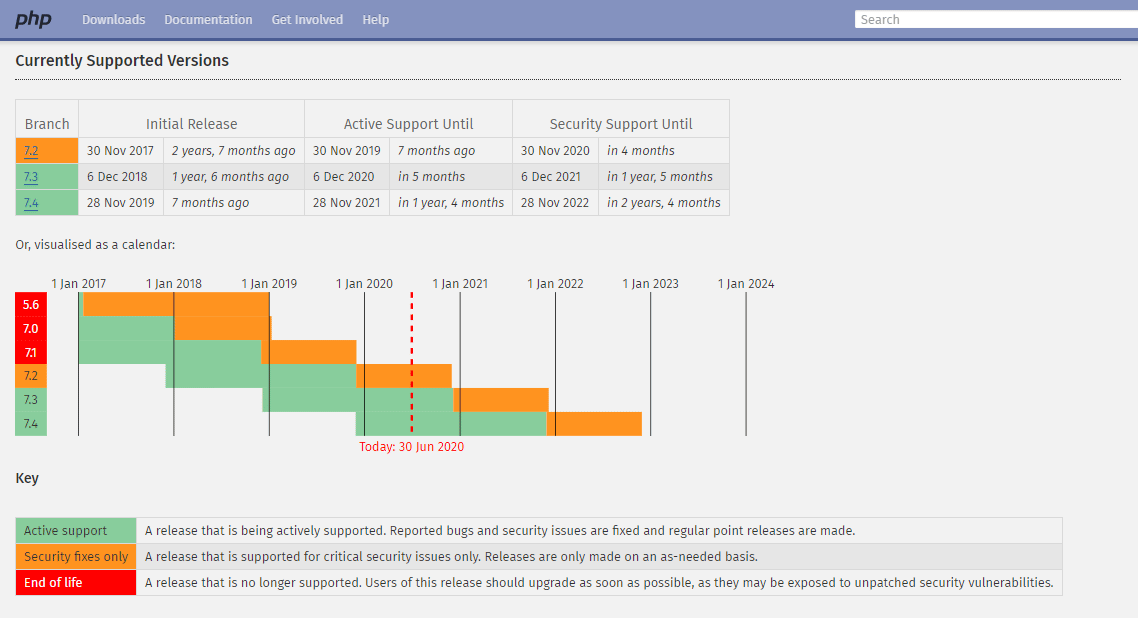 php Downloads Documentation Get Involved Help Search
Currently Supported Versions
Branch Initial Release Active Support Until Security Support Until
7.2 30 Nov 2017 2 years, 7 months ago 30 Nov 2019 7 months ago 30 Nov 2020 in 4 months
7.3 6 Dec 2018 1 year, 6 months ago 6 Dec 2020 in 5 months 6 Dec 2021 in 1 year, 5 months
7.4 28 Nov 2019 7 months ago 28 Nov 2021 in 1 year, 4 months 28 Nov 2022 in 2 years, 4 months
Or, visualised as a calendar:
1 Jan 2017 1 Jan 2018 1 Jan 2019 1 Jan 2020 1 Jan 2021 1 Jan 2022 1 Jan 2023 1 Jan 2024
5.6
7.0
7.1
7.2
7.3
7.4
Today: 30 Jun 2020
Key
Active support A release that is being actively supported. Reported bugs and security issues are fixed and regular point releases are made.
Security fixes only A release that is supported for critical security issues only. Releases are only made on an as-needed basis.
End of life A release that is no longer supported. Users of this release should upgrade as soon as possible, as they may be exposed to unpatched security vulnerabilities.